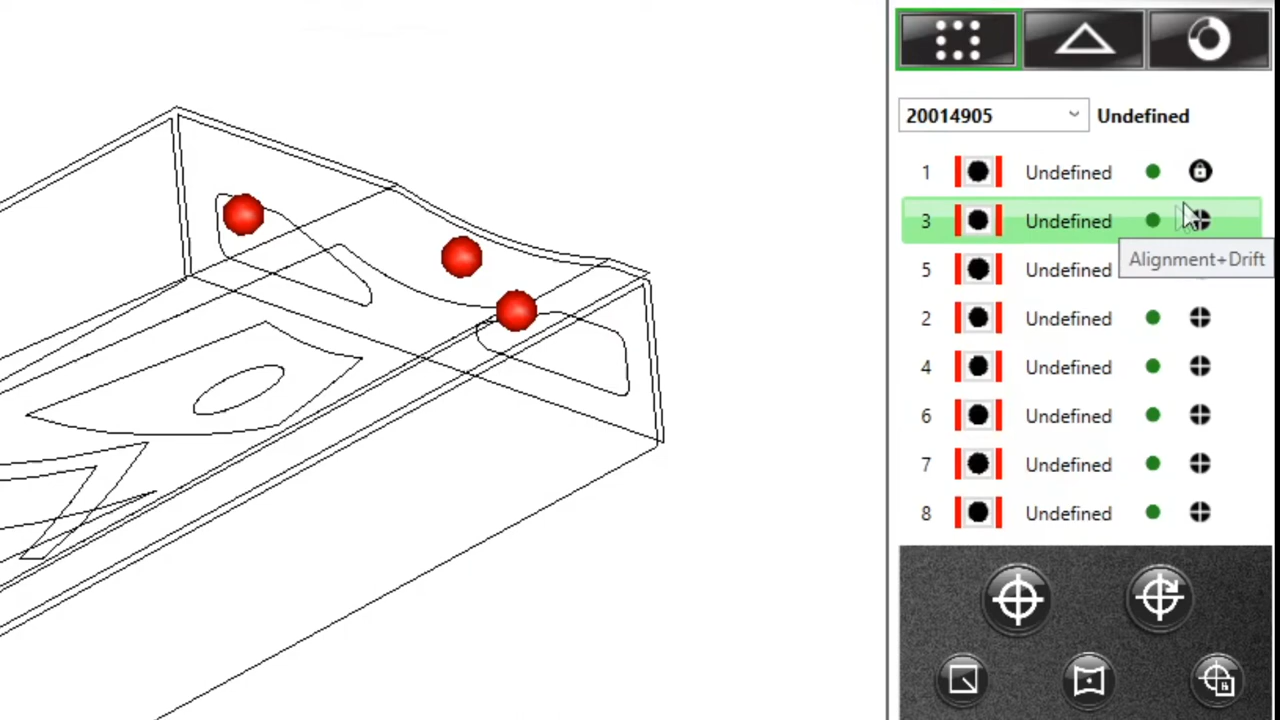 20014905 Undefined
1 Undefined
3 Undefined
Alignment+Drift
5 Undefined
2 Undefined
4 Undefined
6 Undefined
7 Undefined
8 Undefined